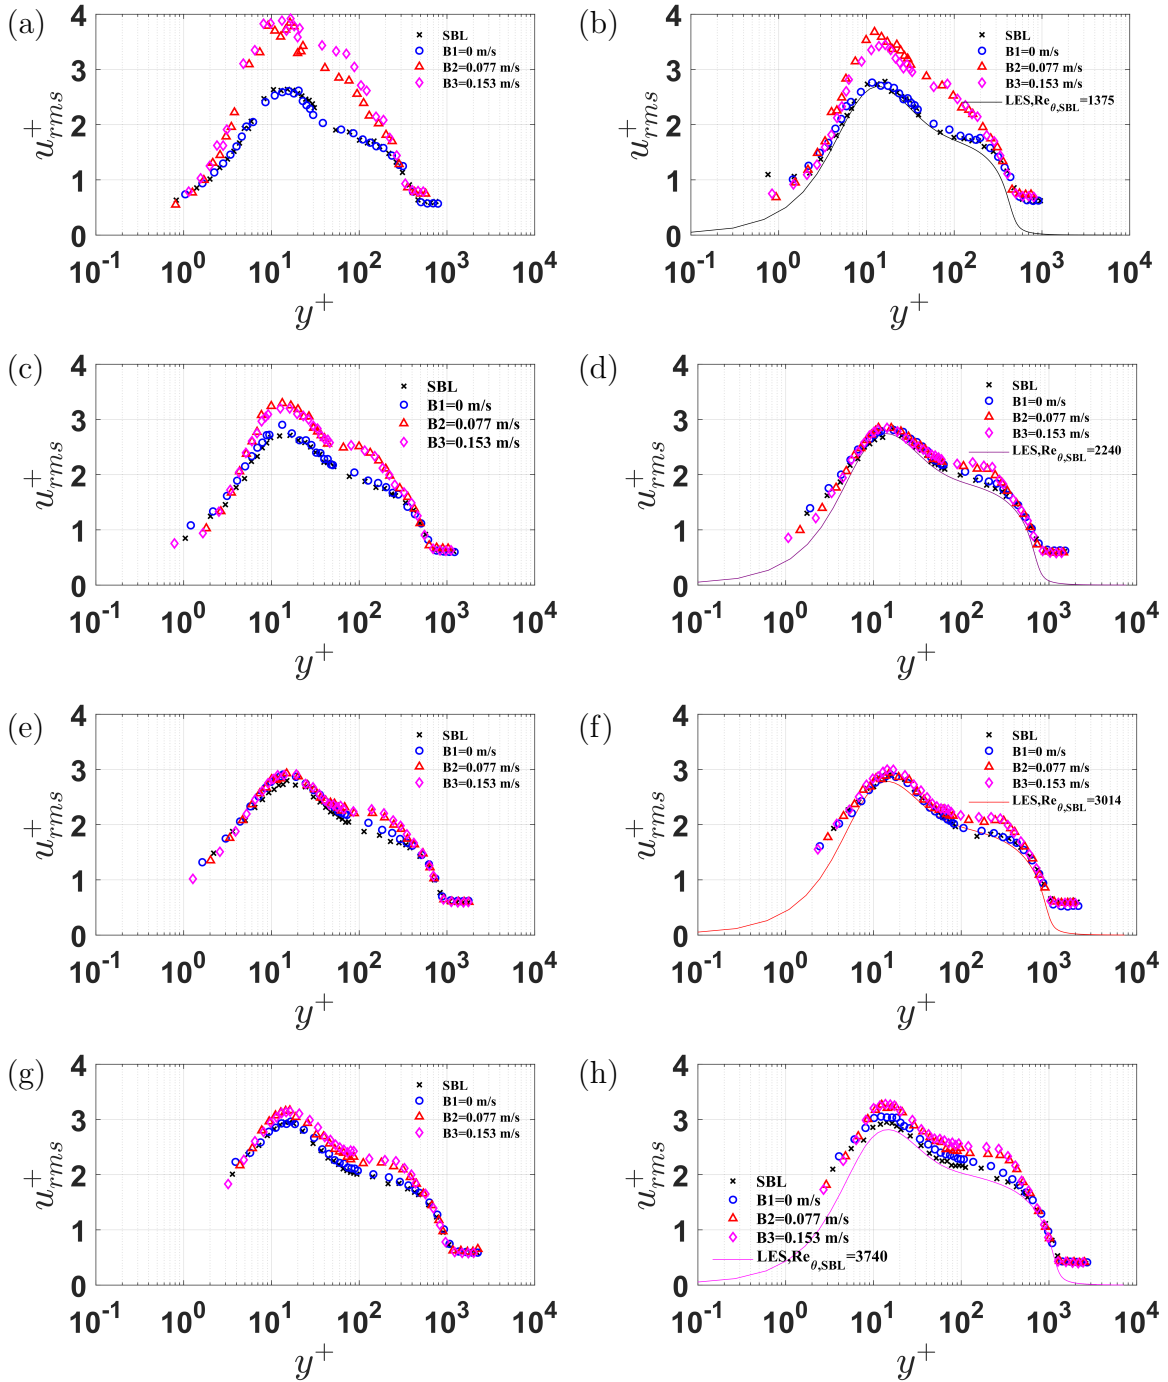 (a)
4
3
2
1
0
u⁺rms
10⁻¹ 10⁰ 10¹ 10² 10³ 10⁴
y⁺
SBL
B1=0 m/s
B2=0.077 m/s
B3=0.153 m/s
(b)
4
3
2
1
0
u⁺rms
10⁻¹ 10⁰ 10¹ 10² 10³ 10⁴
y⁺
SBL
B1=0 m/s
B2=0.077 m/s
B3=0.153 m/s
LES,Reθ,SBL=1375
(c)
4
3
2
1
0
u⁺rms
10⁻¹ 10⁰ 10¹ 10² 10³ 10⁴
y⁺
SBL
B1=0 m/s
B2=0.077 m/s
B3=0.153 m/s
(d)
4
3
2
1
0
u⁺rms
10⁻¹ 10⁰ 10¹ 10² 10³ 10⁴
y⁺
SBL
B1=0 m/s
B2=0.077 m/s
B3=0.153 m/s
LES,Reθ,SBL=2240
(e)
4
3
2
1
0
u⁺rms
10⁻¹ 10⁰ 10¹ 10² 10³ 10⁴
y⁺
SBL
B1=0 m/s
B2=0.077 m/s
B3=0.153 m/s
(f)
4
3
2
1
0
u⁺rms
10⁻¹ 10⁰ 10¹ 10² 10³ 10⁴
y⁺
SBL
B1=0 m/s
B2=0.077 m/s
B3=0.153 m/s
LES,Reθ,SBL=3014
(g)
4
3
2
1
0
u⁺rms
10⁻¹ 10⁰ 10¹ 10² 10³ 10⁴
y⁺
SBL
B1=0 m/s
B2=0.077 m/s
B3=0.153 m/s
(h)
4
3
2
1
0
u⁺rms
10⁻¹ 10⁰ 10¹ 10² 10³ 10⁴
y⁺
SBL
B1=0 m/s
B2=0.077 m/s
B3=0.153 m/s
LES,Reθ,SBL=3740